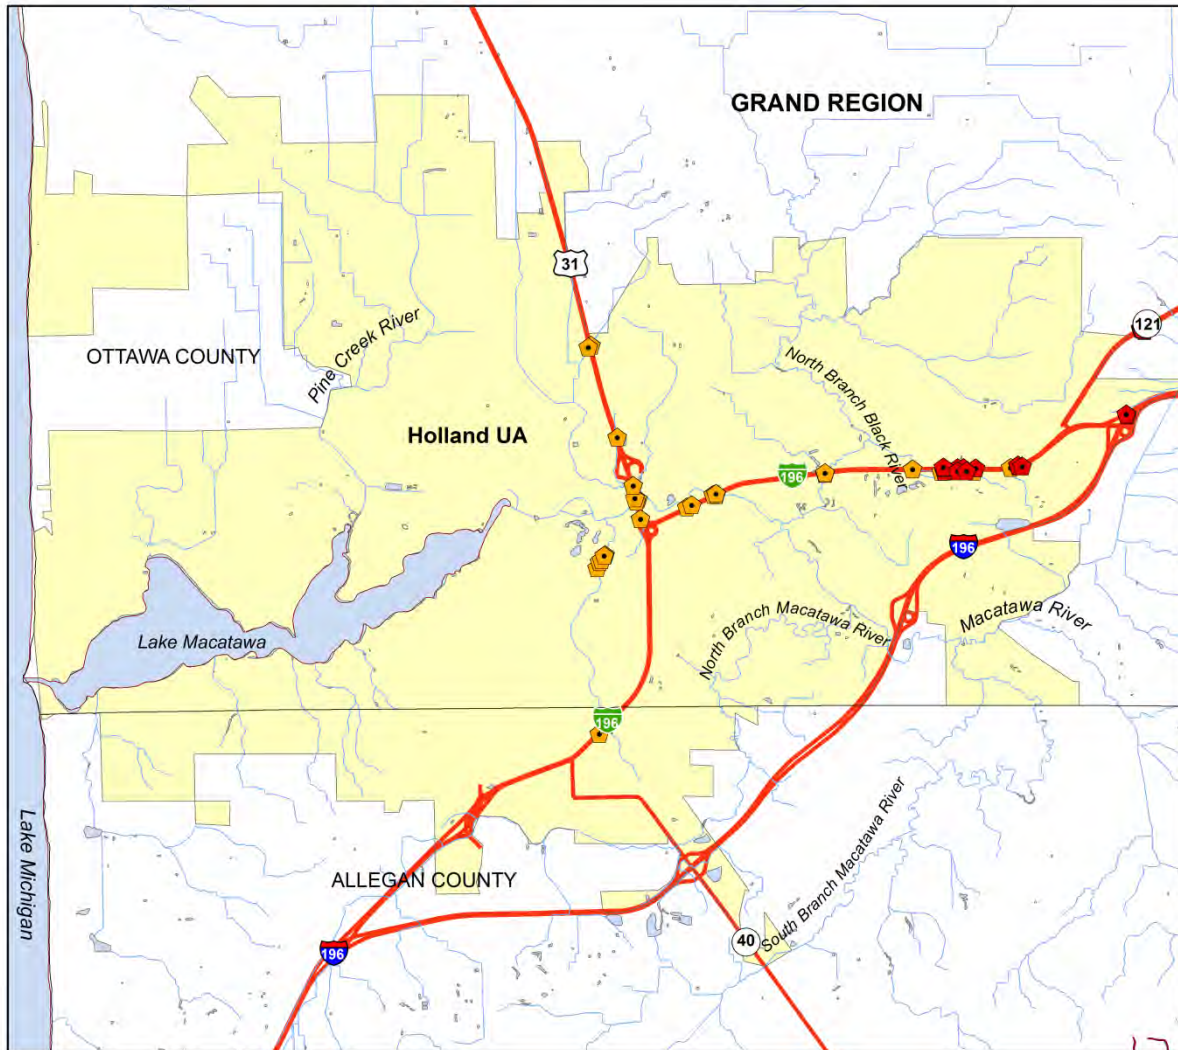 GRAND REGION
31
121
OTTAWA COUNTY
Pine Creek River
North Branch Black River
Holland UA
196
196
Lake Macatawa
North Branch Macatawa River
Macatawa River
196
Lake Michigan
South Branch Macatawa River
ALLEGAN COUNTY
40
196